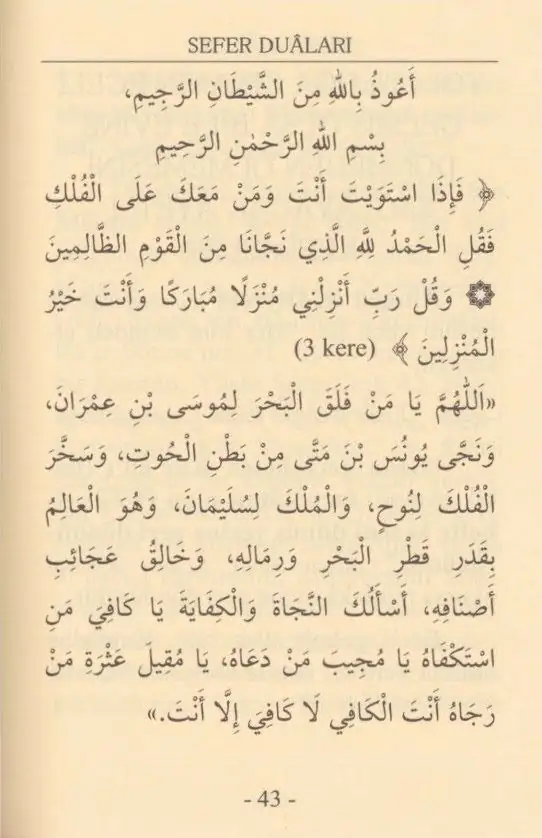 SEFER DUÂLARI
أَعُوذُ بِاللهِ مِنَ الشَّيْطَانِ الرَّجِيمِ،
بِسْمِ اللهِ الرَّحْمٰنِ الرَّحِيمِ
﴿ فَإِذَا اسْتَوَيْتَ أَنْتَ وَمَنْ مَعَكَ عَلَى الْفُلْكِ
فَقُلِ الْحَمْدُ لِلَّهِ الَّذِي نَجَّانَا مِنَ الْقَوْمِ الظَّالِمِينَ
۞ وَقُلْ رَبِّ أَنْزِلْنِي مُنْزَلًا مُبَارَكًا وَأَنْتَ خَيْرُ
الْمُنْزِلِينَ ﴾ (3 kere)
«اَللّٰهُمَّ يَا مَنْ فَلَقَ الْبَحْرَ لِمُوسَى بْنِ عِمْرَانَ،
وَنَجَّى يُونُسَ بْنَ مَتَّى مِنْ بَطْنِ الْحُوتِ، وَسَخَّرَ
الْفُلْكَ لِنُوحٍ، وَالْمُلْكَ لِسُلَيْمَانَ، وَهُوَ الْعَالِمُ
بِقَدَرِ قَطْرِ الْبَحْرِ وَرِمَالِهِ، وَخَالِقُ عَجَائِبِ
أَصْنَافِهِ، أَسْأَلُكَ النَّجَاةَ وَالْكِفَايَةَ يَا كَافِيَ مَنِ
اسْتَكْفَاهُ يَا مُجِيبَ مَنْ دَعَاهُ، يَا مُقِيلَ عَثْرَةِ مَنْ
رَجَاهُ أَنْتَ الْكَافِي لَا كَافِيَ إِلَّا أَنْتَ.»
- 43 -